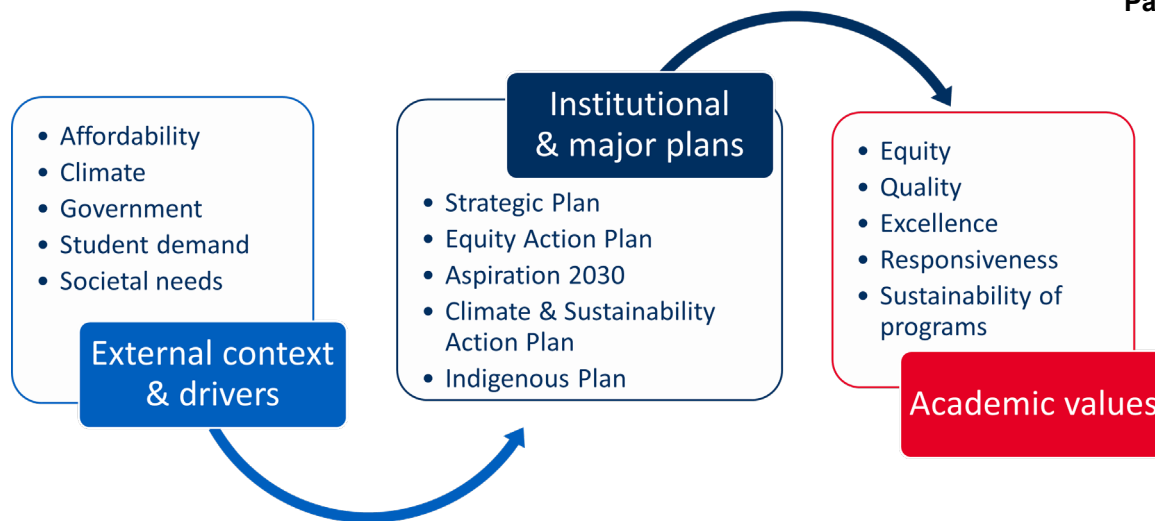 Pa
• Affordability
• Climate
• Government
• Student demand
• Societal needs
External context
& drivers
Institutional
& major plans
• Strategic Plan
• Equity Action Plan
• Aspiration 2030
• Climate & Sustainability
Action Plan
• Indigenous Plan
• Equity
• Quality
• Excellence
• Responsiveness
• Sustainability of
programs
Academic values